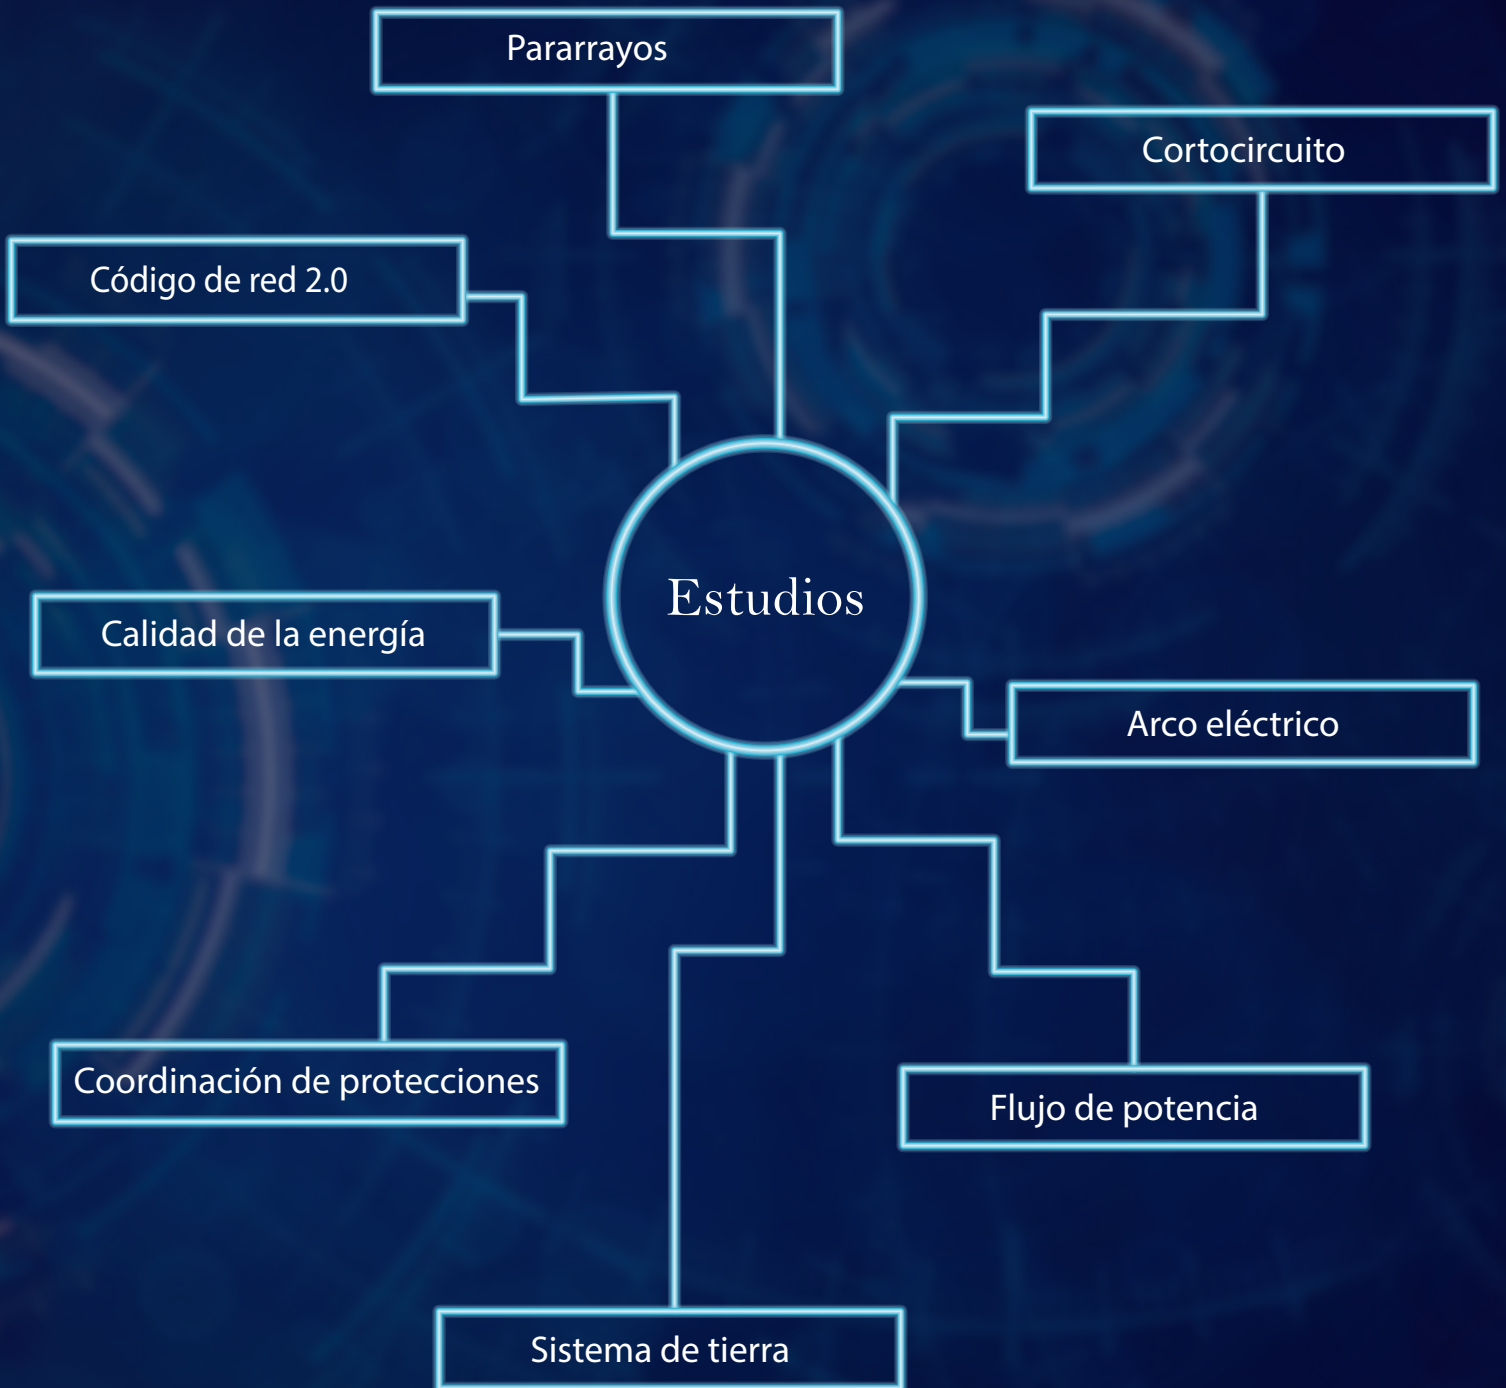 Pararrayos
Cortocircuito
Código de red 2.0
Estudios
Calidad de la energía
Arco eléctrico
Coordinación de protecciones
Flujo de potencia
Sistema de tierra